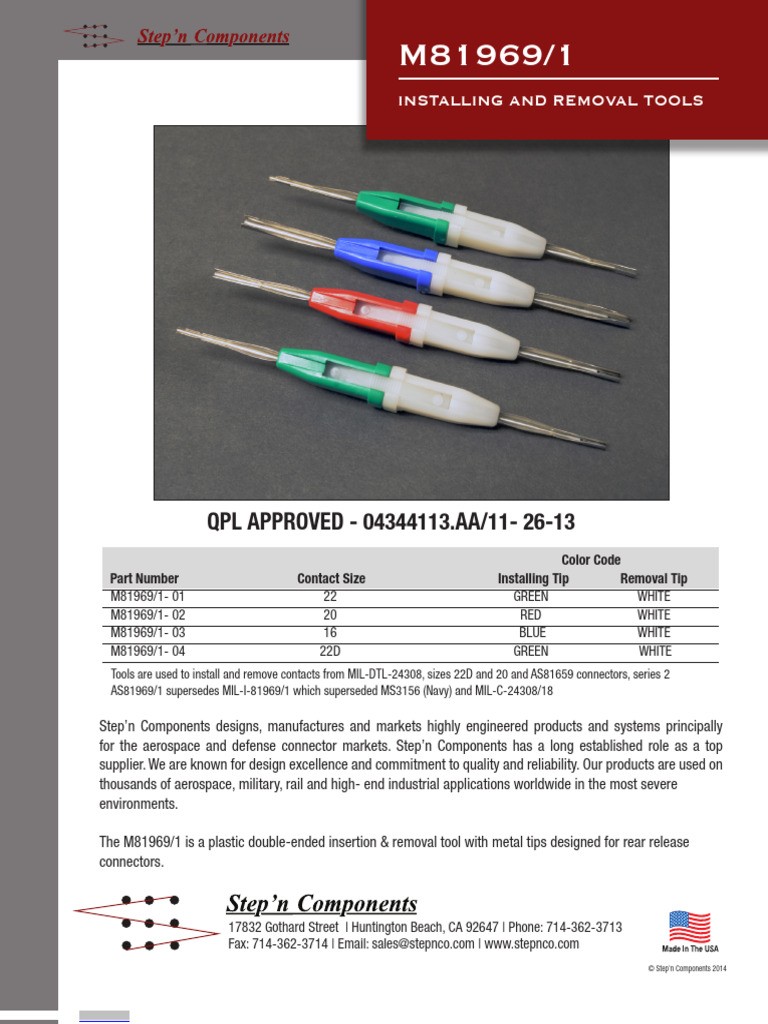 Step'n Components
M81969/1
INSTALLING AND REMOVAL TOOLS
QPL APPROVED - 04344113.AA/11- 26-13
Color Code
Part Number Contact Size Installing Tip Removal Tip
M81969/1- 01 22 GREEN WHITE
M81969/1- 02 20 RED WHITE
M81969/1- 03 16 BLUE WHITE
M81969/1- 04 22D GREEN WHITE
Tools are used to install and remove contacts from MIL-DTL-24308, sizes 22D and 20 and AS81659 connectors, series 2
AS81969/1 supersedes MIL-I-81969/1 which superseded MS3156 (Navy) and MIL-C-24308/18
Step'n Components designs, manufactures and markets highly engineered products and systems principally
for the aerospace and defense connector markets. Step'n Components has a long established role as a top
supplier. We are known for design excellence and commitment to quality and reliability. Our products are used on
thousands of aerospace, military, rail and high- end industrial applications worldwide in the most severe
environments.
The M81969/1 is a plastic double-ended insertion & removal tool with metal tips designed for rear release
connectors.
Step'n Components
17832 Gothard Street | Huntington Beach, CA 92647 | Phone: 714-362-3713
Fax: 714-362-3714 | Email: sales@stepnco.com | www.stepnco.com
Made In The USA
© Step'n Components 2014